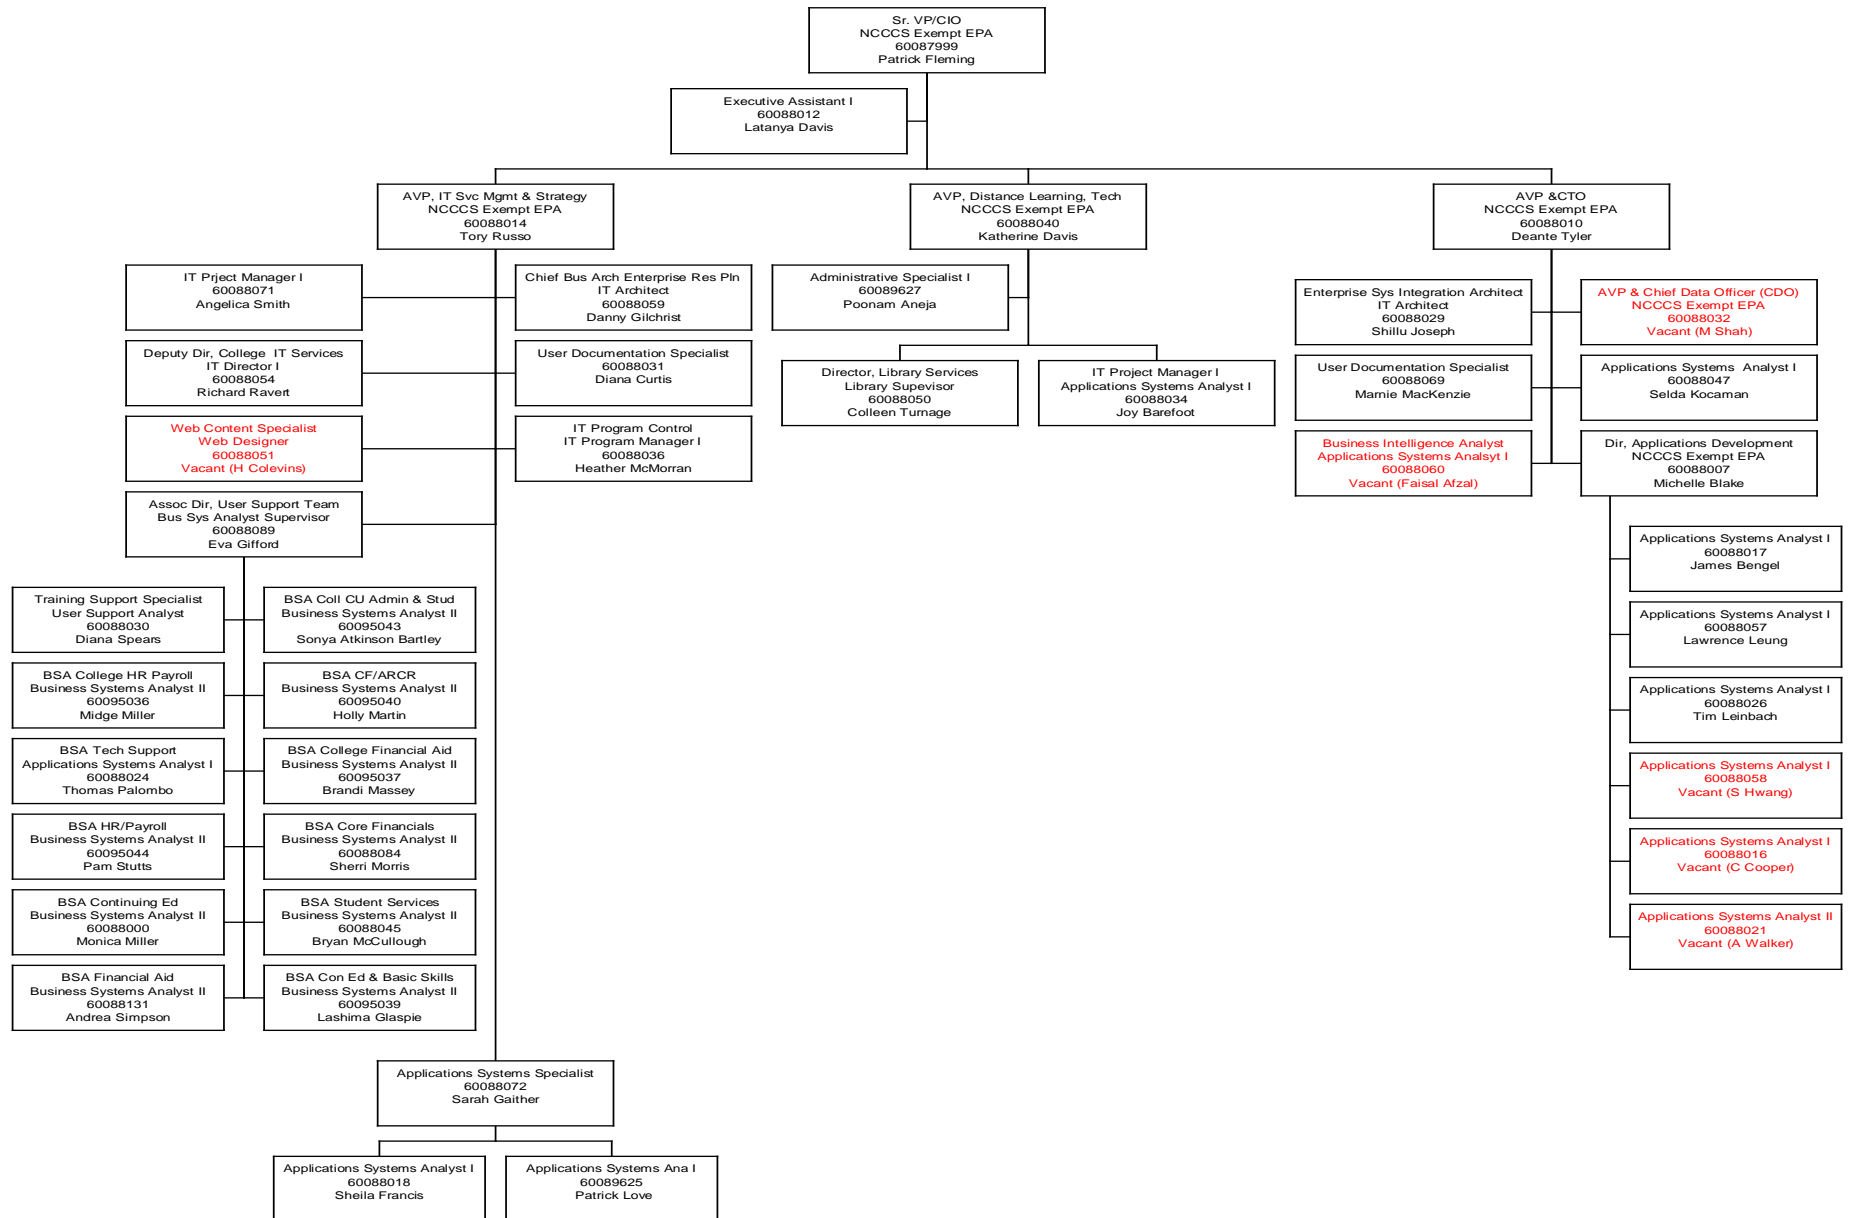 Sr. VP/CIO
NCCCS Exempt EPA
60087999
Patrick Fleming
Executive Assistant I
60088012
Latanya Davis
AVP, IT Svc Mgmt & Strategy
NCCCS Exempt EPA
60088014
Tory Russo
AVP, Distance Learning, Tech
NCCCS Exempt EPA
60088040
Katherine Davis
AVP &CTO
NCCCS Exempt EPA
60088010
Deante Tyler
IT Prject Manager I
60088071
Angelica Smith
Chief Bus Arch Enterprise Res Pln
IT Architect
60088059
Danny Gilchrist
Deputy Dir, College  IT Services
IT Director I
60088054
Richard Ravert
User Documentation Specialist
60088031
Diana Curtis
Web Content Specialist
Web Designer
60088051
Vacant (H Colevins)
IT Program Control
IT Program Manager I
60088036
Heather McMorran
Assoc Dir, User Support Team
Bus Sys Analyst Supervisor
60088089
Eva Gifford
Training Support Specialist
User Support Analyst
60088030
Diana Spears
BSA Coll CU Admin & Stud
Business Systems Analyst II
60095043
Sonya Atkinson Bartley
BSA College HR Payroll
Business Systems Analyst II
60095036
Midge Miller
BSA CF/ARCR
Business Systems Analyst II
60095040
Holly Martin
BSA Tech Support
Applications Systems Analyst I
60088024
Thomas Palombo
BSA College Financial Aid
Business Systems Analyst II
60095037
Brandi Massey
BSA HR/Payroll
Business Systems Analyst II
60095044
Pam Stutts
BSA Core Financials
Business Systems Analyst II
60088084
Sherri Morris
BSA Continuing Ed
Business Systems Analyst II
60088000
Monica Miller
BSA Student Services
Business Systems Analyst II
60088045
Bryan McCullough
BSA Financial Aid
Business Systems Analyst II
60088131
Andrea Simpson
BSA Con Ed & Basic Skills
Business Systems Analyst II
60095039
Lashima Glaspie
Applications Systems Specialist
60088072
Sarah Gaither
Applications Systems Analyst I
60088018
Sheila Francis
Applications Systems Ana I
60089625
Patrick Love
Administrative Specialist I
60089627
Poonam Aneja
Director, Library Services
Library Supevisor
60088050
Colleen Turnage
IT Project Manager I
Applications Systems Analyst I
60088034
Joy Barefoot
Enterprise Sys Integration Architect
IT Architect
60088029
Shillu Joseph
AVP & Chief Data Officer (CDO)
NCCCS Exempt EPA
60088032
Vacant (M Shah)
User Documentation Specialist
60088069
Marnie MacKenzie
Applications Systems  Analyst I
60088047
Selda Kocaman
Business Intelligence Analyst
Applications Systems Analsyt I
60088060
Vacant (Faisal Afzal)
Dir, Applications Development
NCCCS Exempt EPA
60088007
Michelle Blake
Applications Systems Analyst I
60088017
James Bengel
Applications Systems Analyst I
60088057
Lawrence Leung
Applications Systems Analyst I
60088026
Tim Leinbach
Applications Systems Analyst I
60088058
Vacant (S Hwang)
Applications Systems Analyst I
60088016
Vacant (C Cooper)
Applications Systems Analyst II
60088021
Vacant (A Walker)